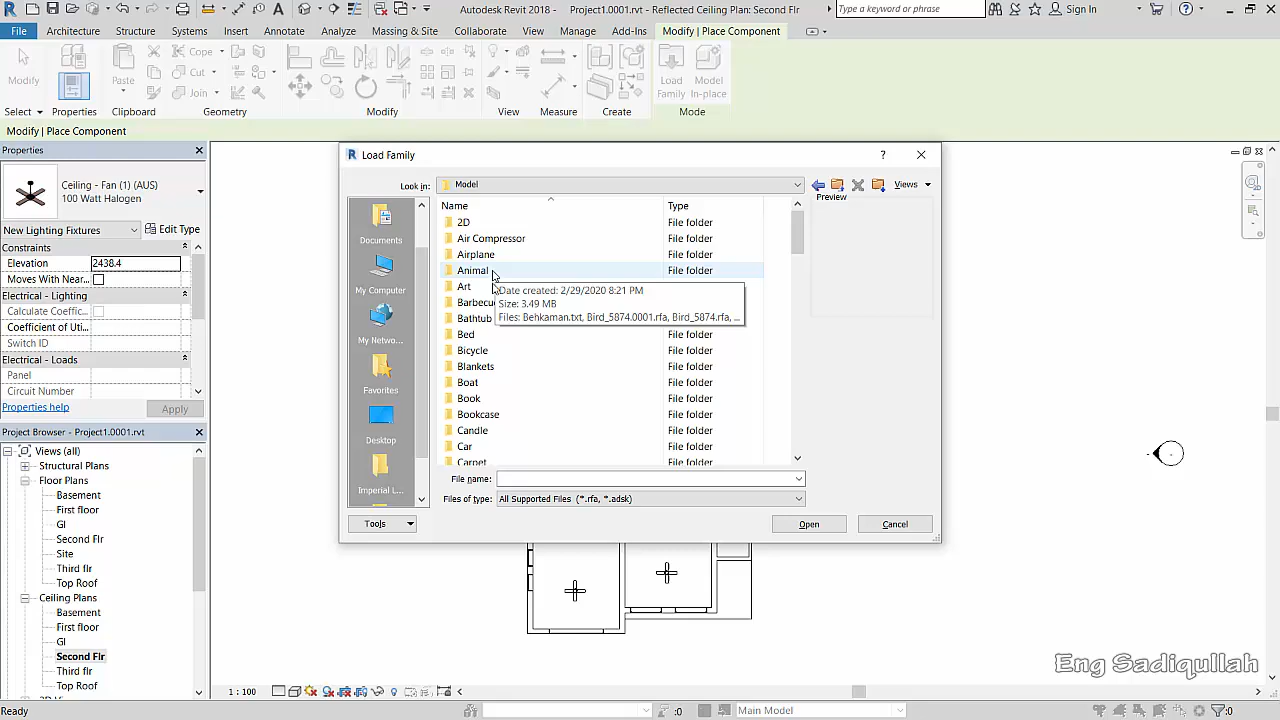 Autodesk Revit 2018 - Project1.0001 - Reflected Ceiling Plan: Second Flr
Type a keyword or phrase
Sign In
File Architecture Structure Systems Insert Annotate Analyze Massing & Site Collaborate View Manage Add-Ins Modify | Place Component
Modify
Paste
Cope
Cut
Join
Load Family
Model In-place
Select Properties Clipboard Geometry Modify View Measure Create Mode
Modify | Place Component
Properties
Ceiling - Fan (1) (AUS)
100 Watt Halogen
New Lighting Fixtures
Edit Type
Constraints
Elevation 2438.4
Moves With Near...
Electrical - Lighting
Calculate Coeffic...
Coefficient of Uti...
Switch ID
Electrical - Loads
Panel
Circuit Number
Properties help
Apply
Project Browser - Project1.0001.rvt
Views (all)
Structural Plans
Floor Plans
Basement
First floor
Gl
Second Flr
Site
Third flr
Top Roof
Ceiling Plans
Basement
First floor
Gl
Second Flr
Third flr
Top Roof
Load Family
Look in: Model
Views
Documents
My Computer
My Netwo...
Favorites
Desktop
Imperial L...
Name Type
2D File folder
Air Compressor File folder
Airplane File folder
Animal File folder
Art
Barbecue
Bathtub
Date created: 2/29/2020 8:21 PM
Size: 3.49 MB
Files: Behkaman.txt, Bird_5874.0001.rfa, Bird_5874.rfa, ...
Bed File folder
Bicycle File folder
Blankets File folder
Boat File folder
Book File folder
Bookcase File folder
Candle File folder
Car File folder
Carpet File folder
Preview
File name:
Files of type: All Supported Files (*.rfa, *.adsk)
Tools
Open
Cancel
Eng Sadiqullah
1 : 100
Ready
:0
Main Model
:0